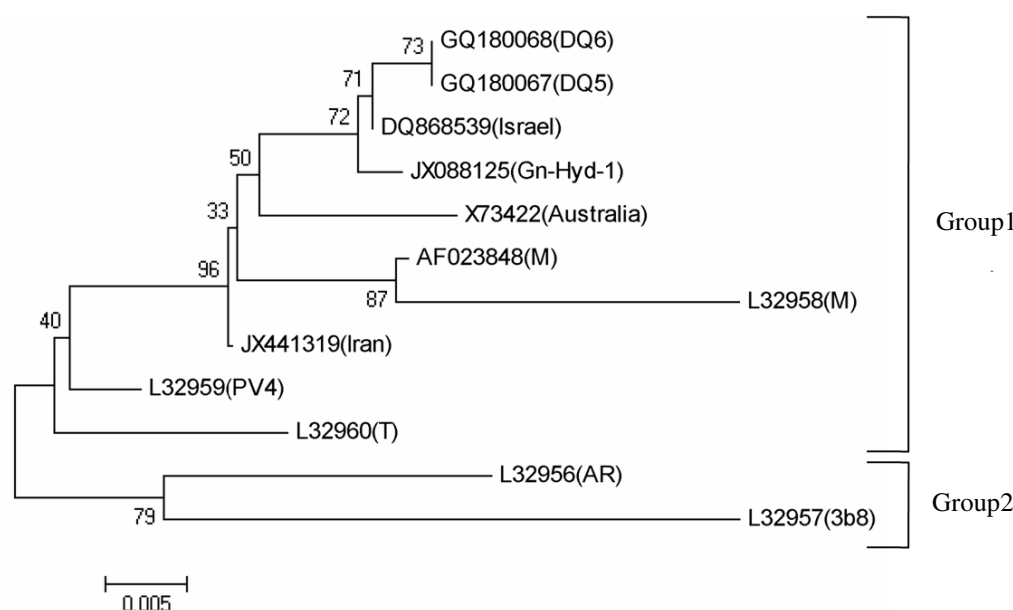 73
GQ180068(DQ6)
71
GQ180067(DQ5)
72
DQ868539(Israel)
50
JX088125(Gn-Hyd-1)
33
X73422(Australia)
Group1
96
AF023848(M)
87
L32958(M)
40
JX441319(Iran)
L32959(PV4)
L32960(T)
L32956(AR)
Group2
79
L32957(3b8)
0.005